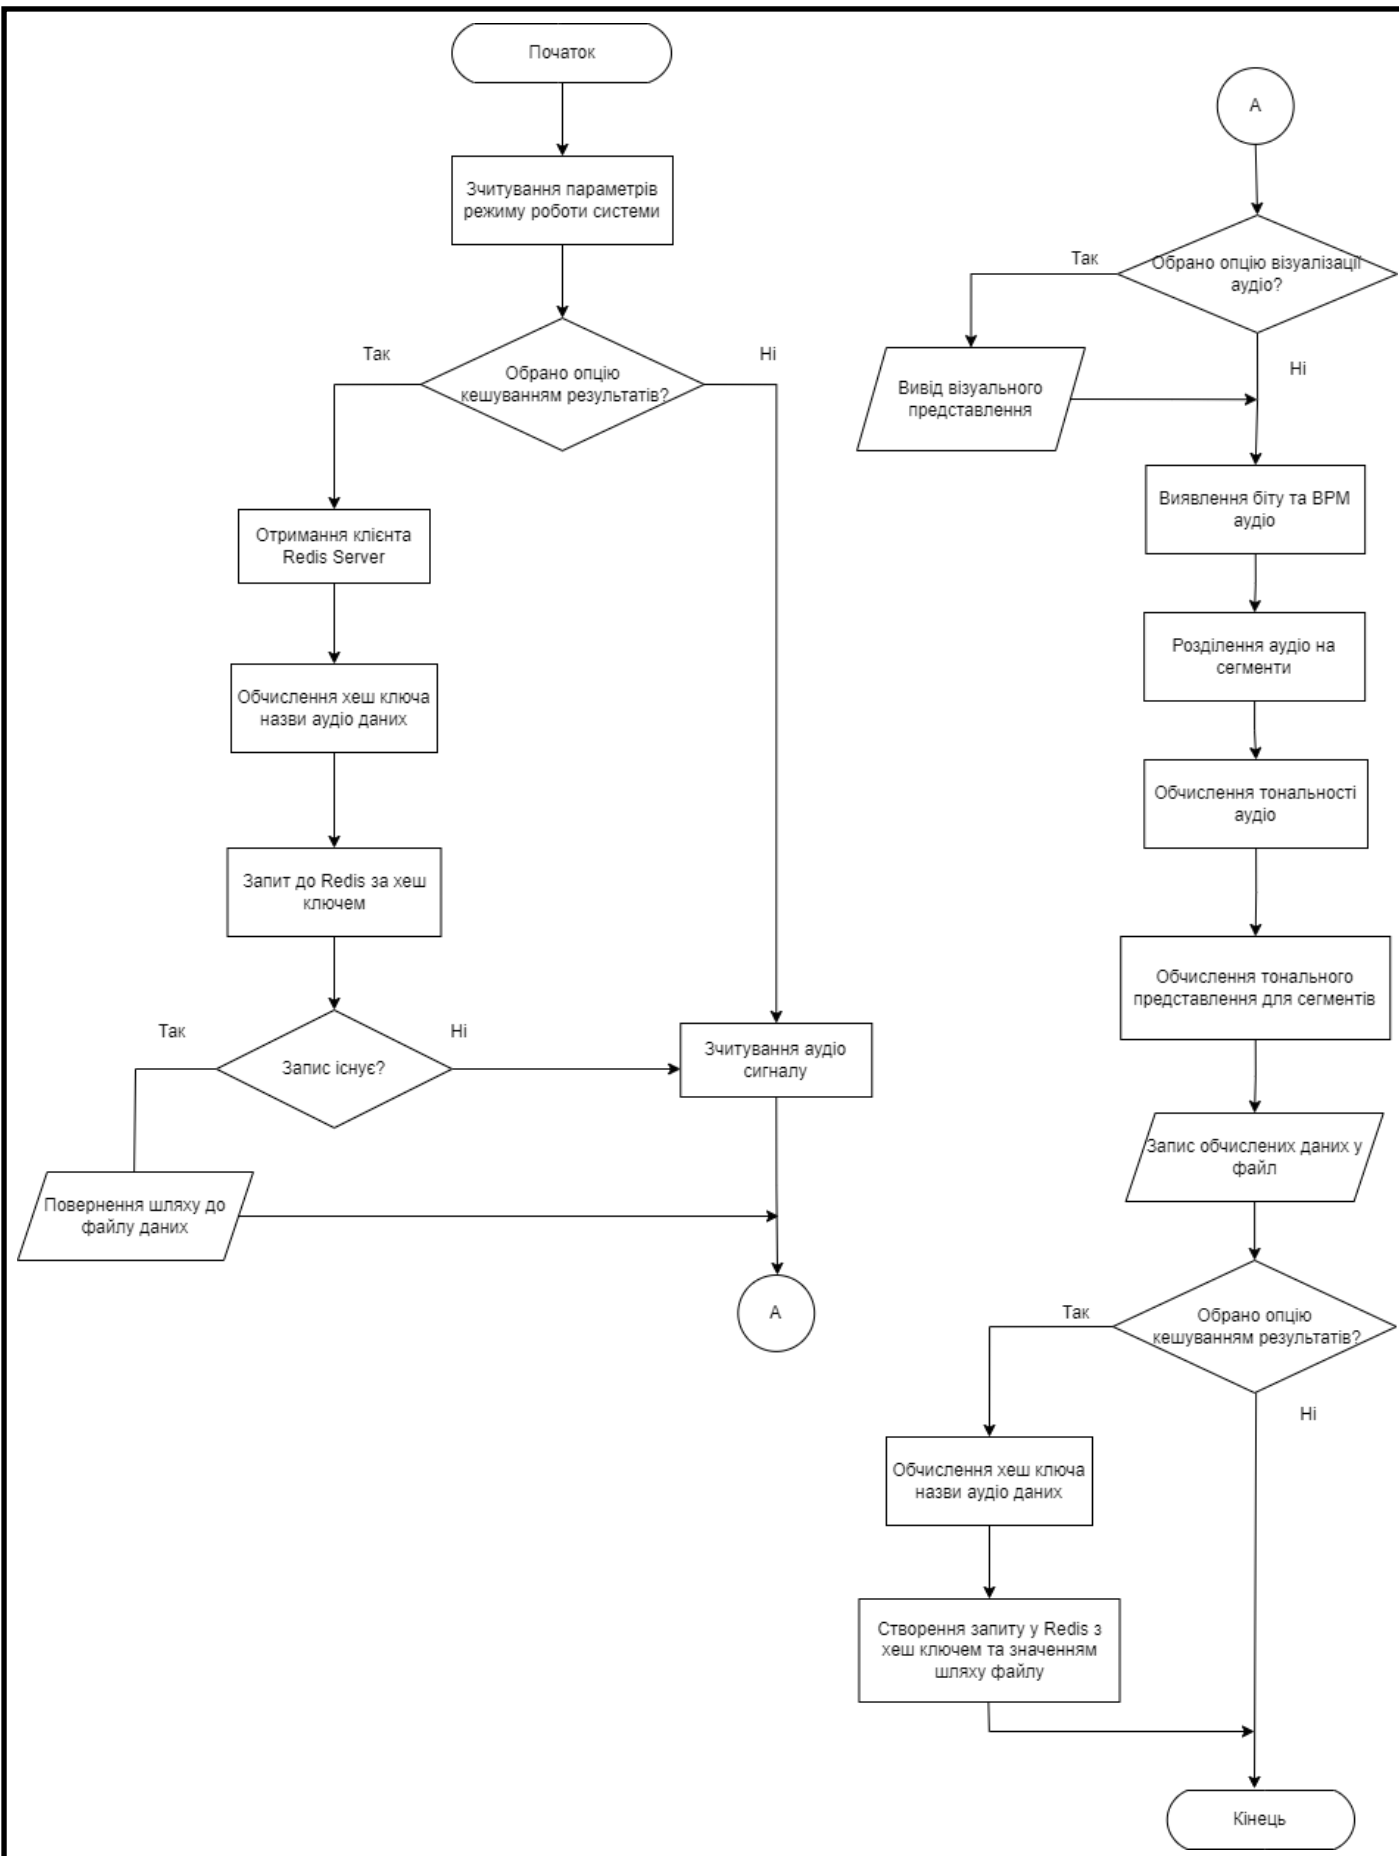 Початок
Зчитування параметрів
режиму роботи системи
Так
Ні
Обрано опцію
кешуванням результатів?
Отримання клієнта
Redis Server
Обчислення хеш ключа
назви аудіо даних
Запит до Redis за хеш
ключем
Так
Ні
Запис існує?
Зчитування аудіо
сигналу
Повернення шляху до
файлу даних
А
А
Так
Обрано опцію візуалізації
аудіо?
Ні
Вивід візуального
представлення
Виявлення біту та BPM
аудіо
Розділення аудіо на
сегменти
Обчислення тональності
аудіо
Обчислення тонального
представлення для сегментів
Запис обчислених даних у
файл
Так
Обрано опцію
кешуванням результатів?
Ні
Обчислення хеш ключа
назви аудіо даних
Створення запиту у Redis з
хеш ключем та значенням
шляху файлу
Кінець